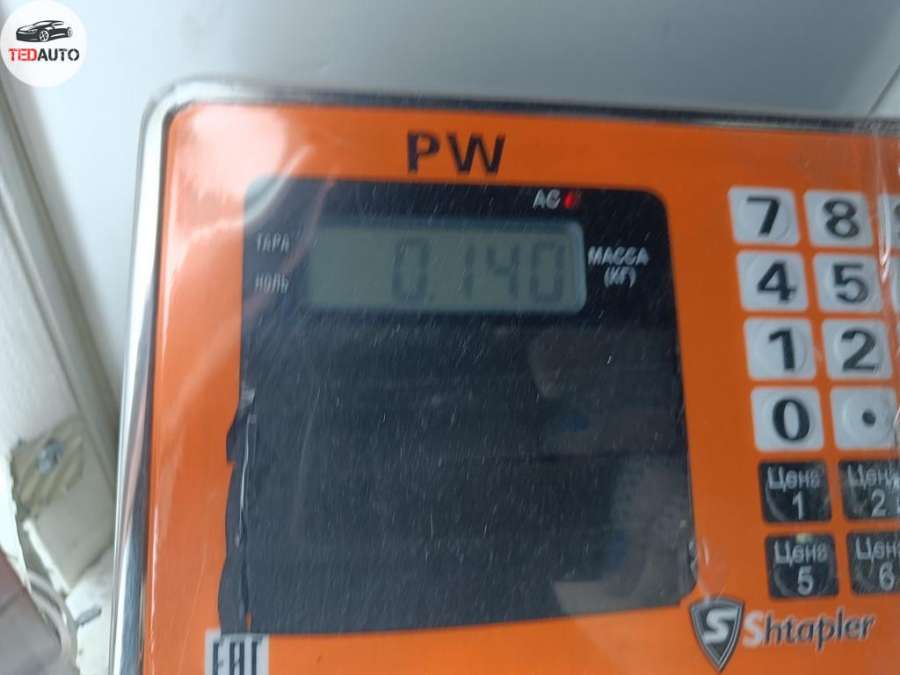 TEDAUTO
PW
AC
ТАРА
НОЛЬ
0.140
МАССА
(КГ)
7 8
4 5
1 2
0 .
Цена 1
Цена 2
Цена 5
Цена 6
Shtapler
EAC